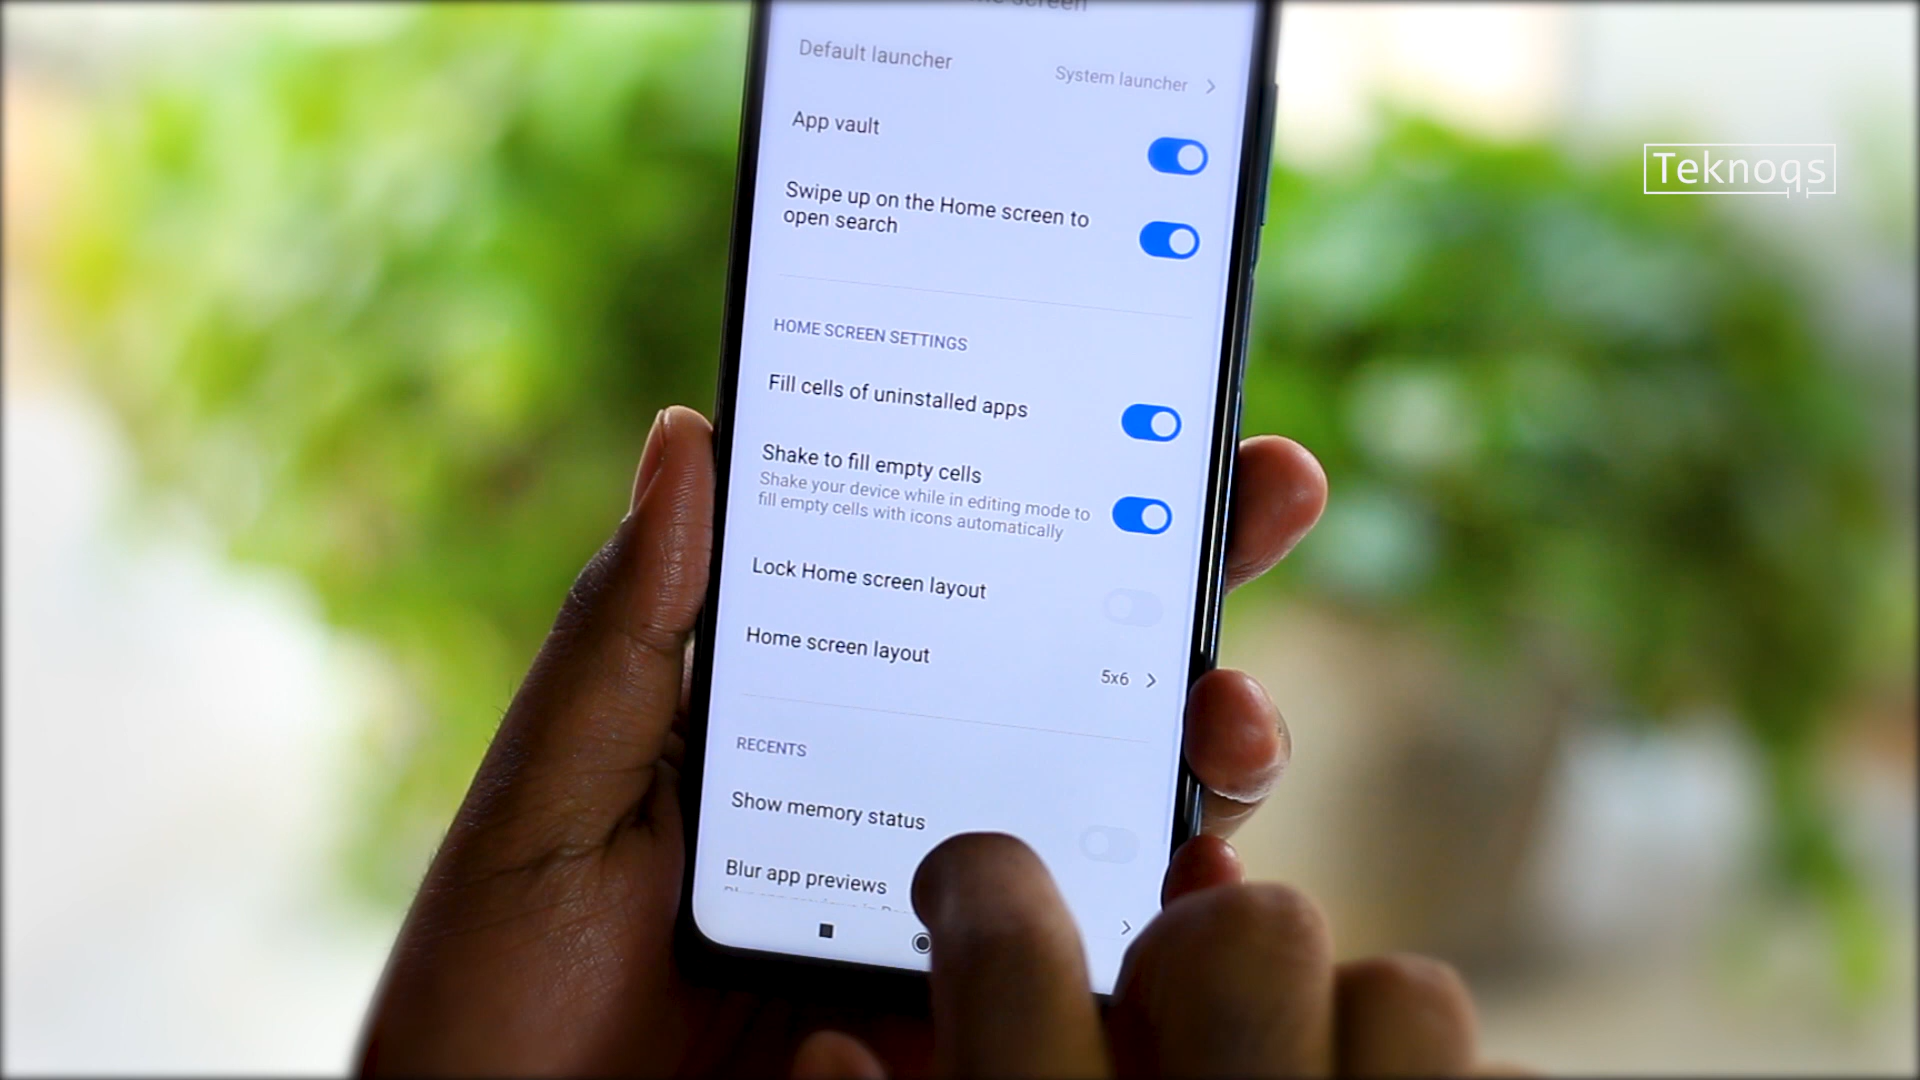 screen
Default launcher
System launcher
App vault
Swipe up on the Home screen to
open search
HOME SCREEN SETTINGS
Fill cells of uninstalled apps
Shake to fill empty cells
Shake your device while in editing mode to
fill empty cells with icons automatically
Lock Home screen layout
Home screen layout
5x6
RECENTS
Show memory status
Blur app previews
Teknoqs